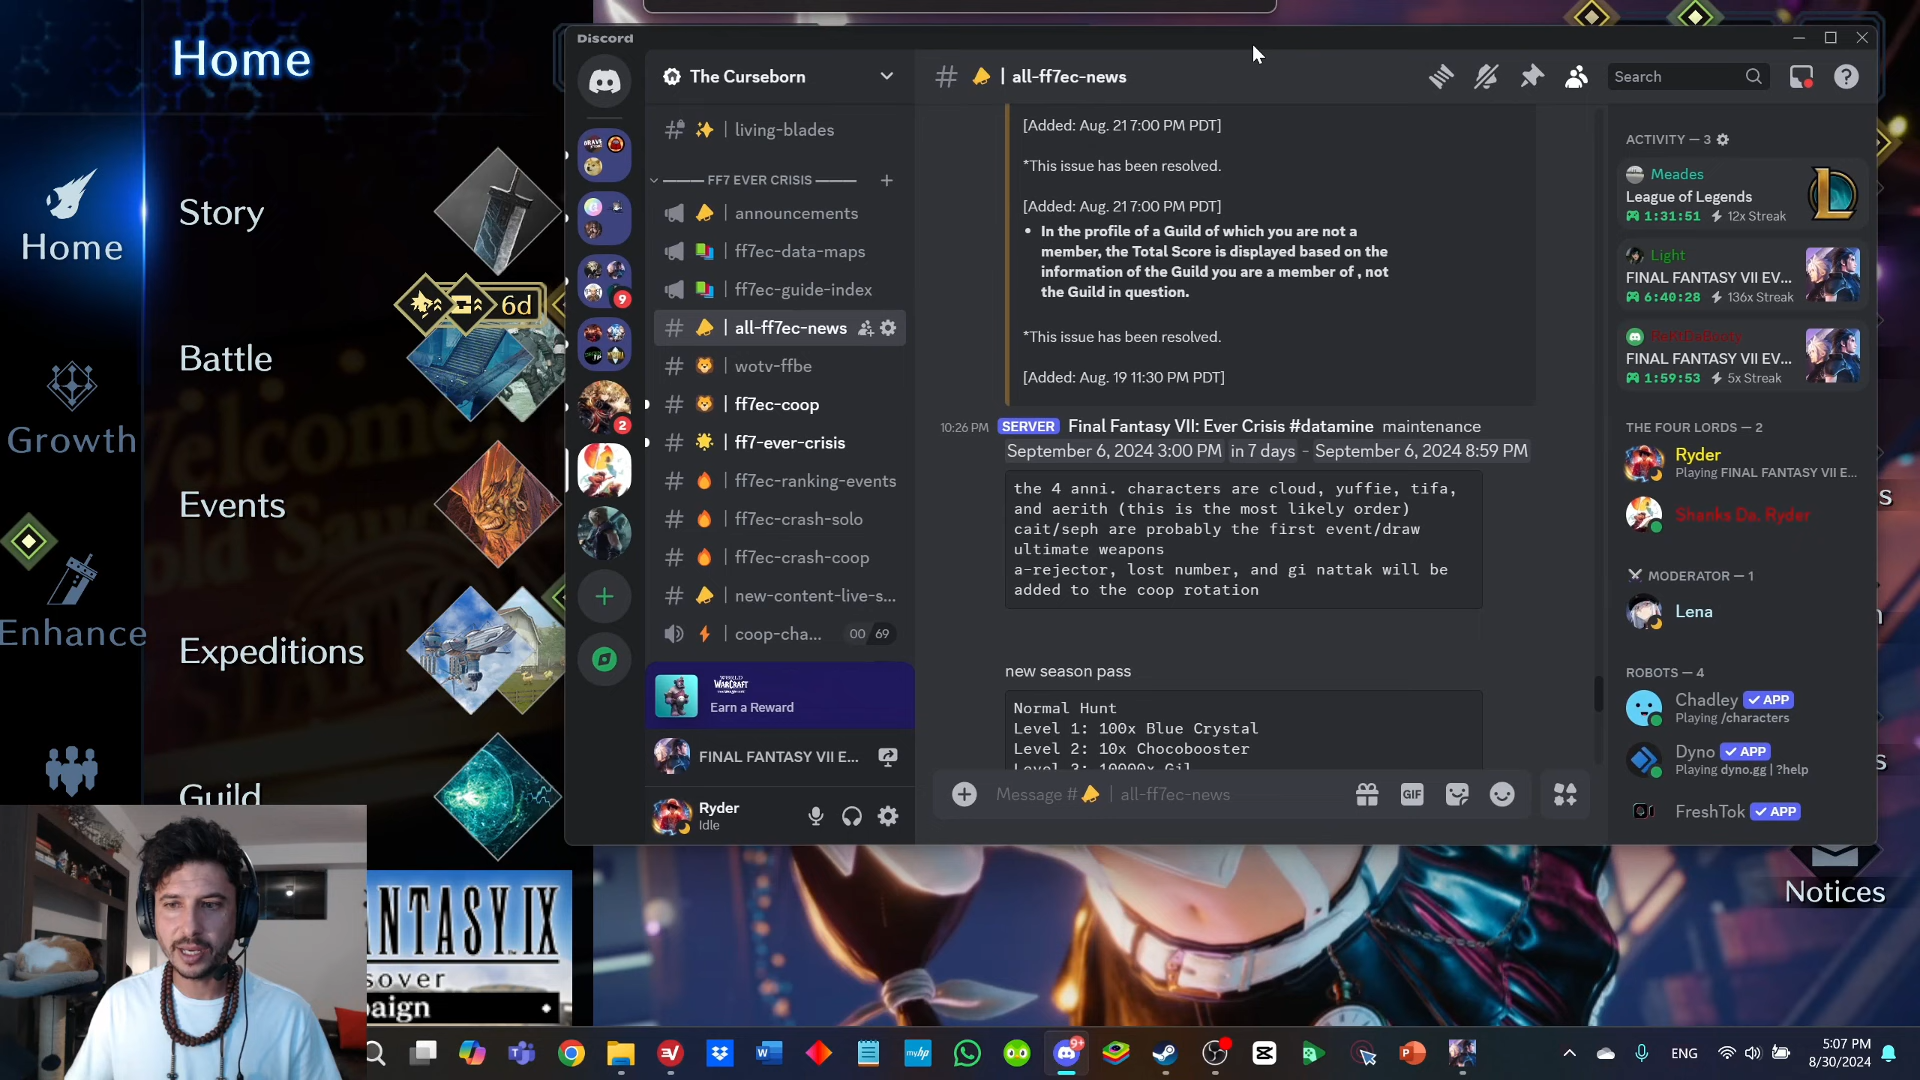 Home
Home
Story
6d
Battle
Growth
Events
Enhance
Expeditions
Guild
ANTASY IX
sover
paign
Notices
Discord
The Curseborn
living-blades
FF7 EVER CRISIS
announcements
ff7ec-data-maps
ff7ec-guide-index
all-ff7ec-news
wotv-ffbe
ff7ec-coop
ff7-ever-crisis
ff7ec-ranking-events
ff7ec-crash-solo
ff7ec-crash-coop
new-content-live-s...
coop-cha... 00 69
9
2
WORLD WARCRAFT
Earn a Reward
FINAL FANTASY VII E...
Ryder
Idle
# | all-ff7ec-news
Search
[Added: Aug. 21 7:00 PM PDT]
*This issue has been resolved.
[Added: Aug. 21 7:00 PM PDT]
• In the profile of a Guild of which you are not a
member, the Total Score is displayed based on the
information of the Guild you are a member of , not
the Guild in question.
*This issue has been resolved.
[Added: Aug. 19 11:30 PM PDT]
10:26 PM SERVER Final Fantasy VII: Ever Crisis #datamine maintenance
September 6, 2024 3:00 PM in 7 days - September 6, 2024 8:59 PM
the 4 anni. characters are cloud, yuffie, tifa,
and aerith (this is the most likely order)
cait/seph are probably the first event/draw
ultimate weapons
a-rejector, lost number, and gi nattak will be
added to the coop rotation
new season pass
Normal Hunt
Level 1: 100x Blue Crystal
Level 2: 10x Chocobooster
Level 3: 10000x Gil
Message # | all-ff7ec-news
GIF
ACTIVITY — 3
Meades
League of Legends
1:31:51 12x Streak
Light
FINAL FANTASY VII EV...
6:40:28 136x Streak
FINAL FANTASY VII EV...
1:59:53 5x Streak
THE FOUR LORDS — 2
Ryder
Playing FINAL FANTASY VII E...
Shanks De. Ryder
MODERATOR — 1
Lena
ROBOTS — 4
Chadley APP
Playing /characters
Dyno APP
Playing dyno.gg | ?help
FreshTok APP
9+
ENG
5:07 PM
8/30/2024